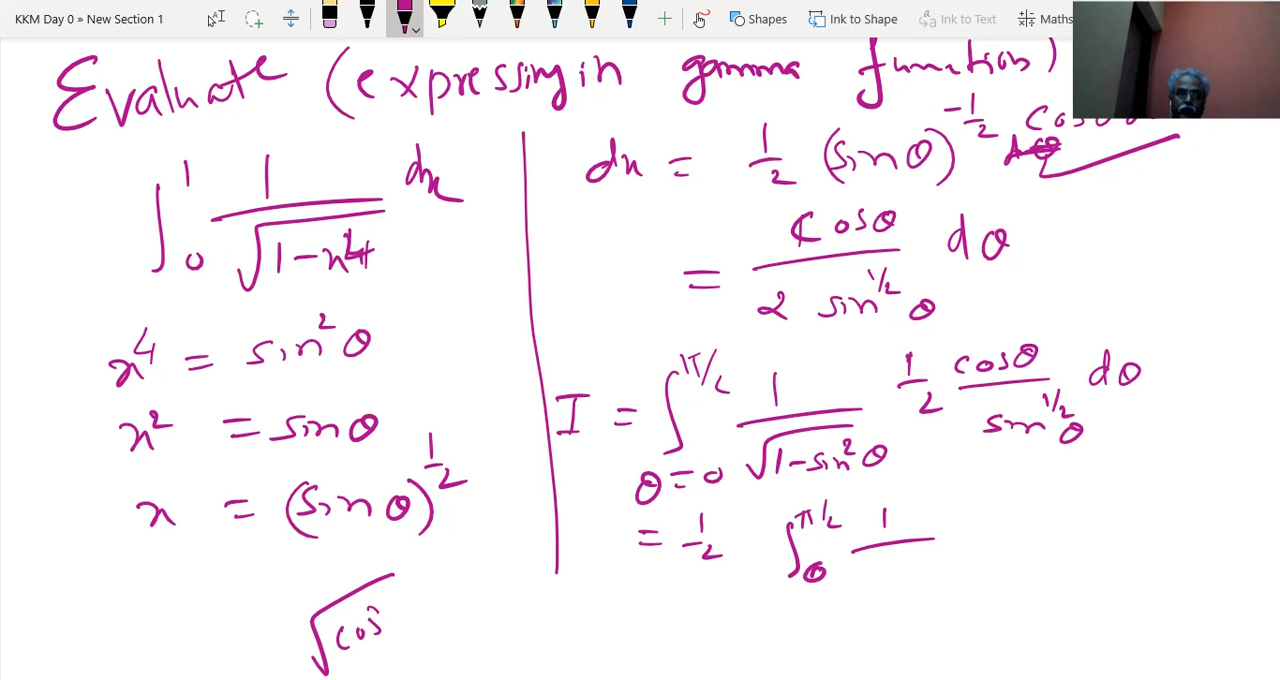 KKM Day 0 » New Section 1
Shapes
Ink to Shape
Ink to Text
Maths
Evaluate (expressing in gamma function)
∫₀¹ 1/√(1-x⁴) dx
x⁴ = sin²θ
x² = sinθ
x = (sinθ)^(1/2)
√cos
dx = 1/2 (sinθ)^(-1/2) cosθ
= cosθ/(2 sin^(1/2) θ) dθ
I = ∫_(θ=0)^(π/2) 1/√(1-sin²θ) 1/2 cosθ/(sin^(1/2) θ) dθ
= 1/2 ∫₀^(π/2) 1